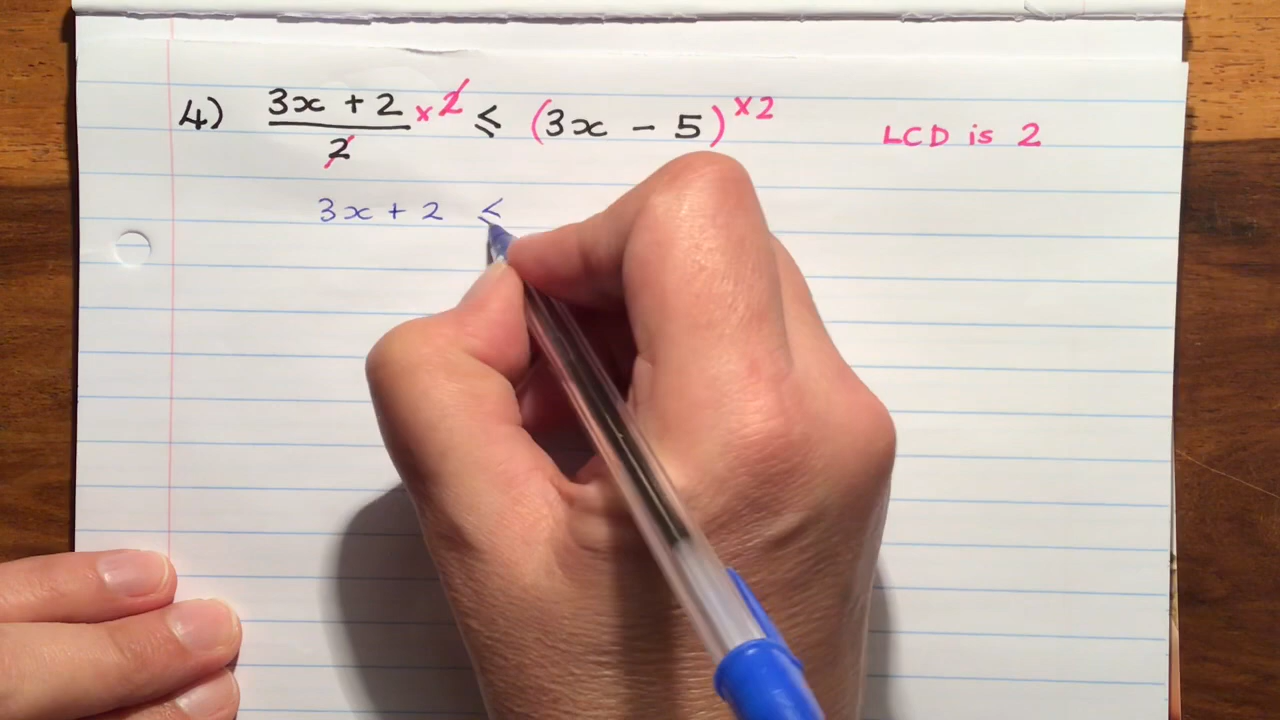 4) (3x + 2)/2 × 2 ≤ (3x − 5) ×2
LCD is 2
3x + 2 ≤